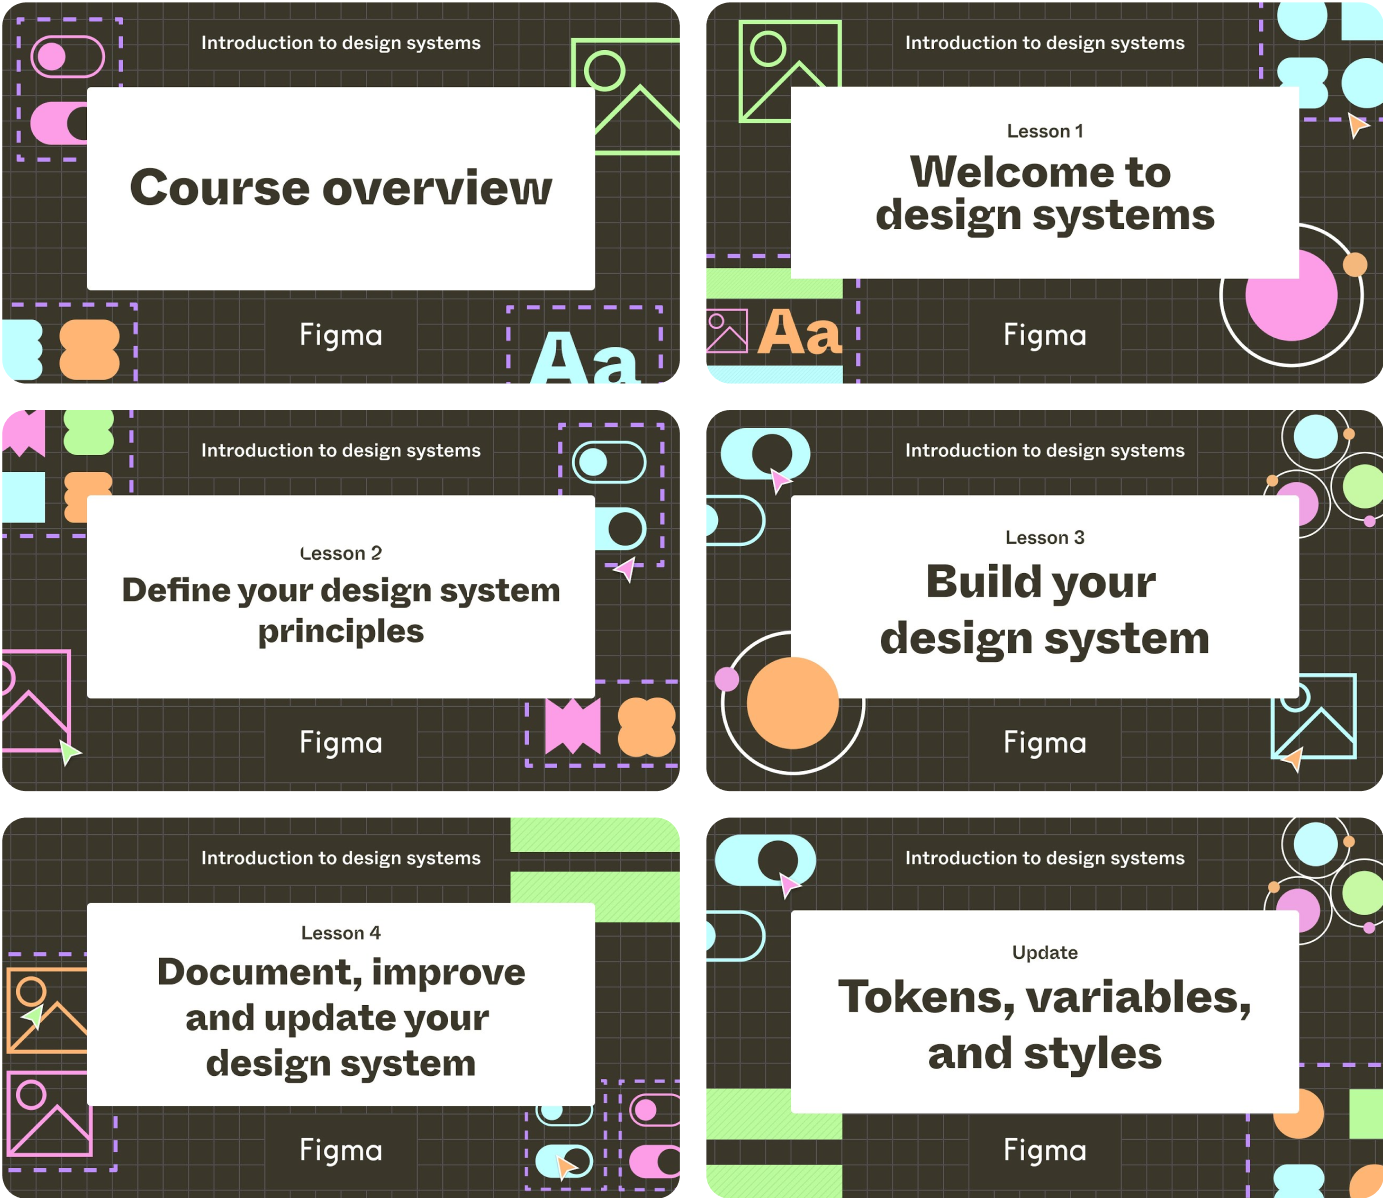 Introduction to design systems
Course overview
Figma
Aa
Introduction to design systems
Lesson 1
Welcome to
design systems
Aa
Figma
Introduction to design systems
Lesson 2
Define your design system
principles
Figma
Introduction to design systems
Lesson 3
Build your
design system
Figma
Introduction to design systems
Lesson 4
Document, improve
and update your
design system
Figma
Introduction to design systems
Update
Tokens, variables,
and styles
Figma